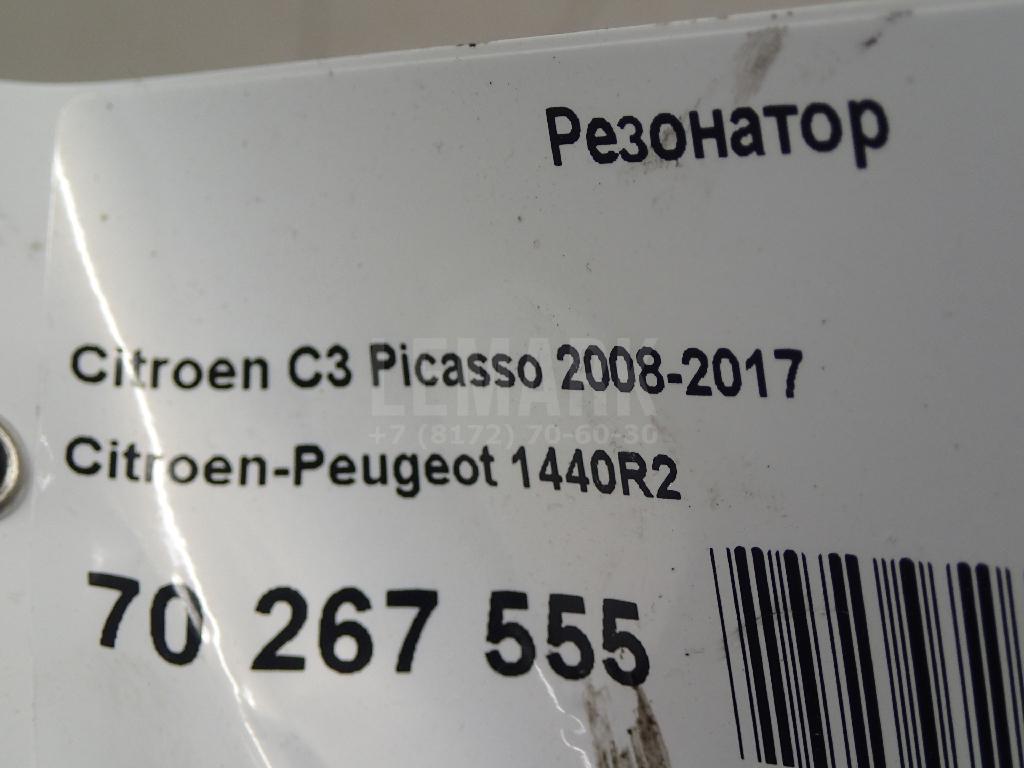 Резонатор
Citroen C3 Picasso 2008-2017
LEMARK
+7 (8172) 70-60-30
Citroen-Peugeot 1440R2
70 267 555